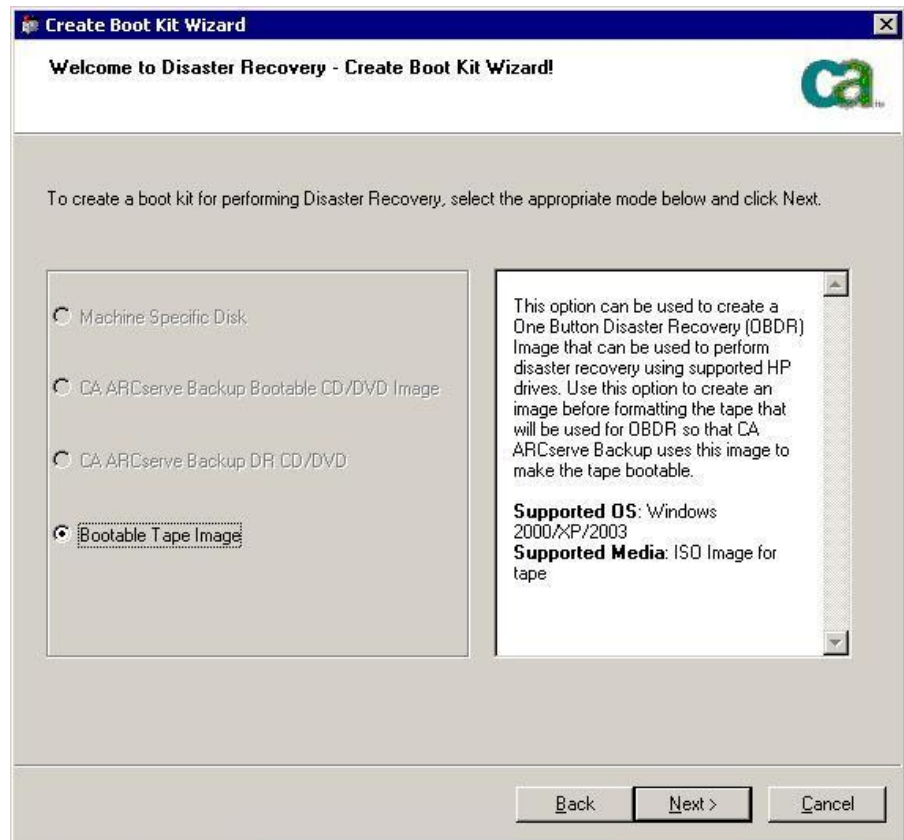 Create Boot Kit Wizard
Welcome to Disaster Recovery - Create Boot Kit Wizard!
ca
To create a boot kit for performing Disaster Recovery, select the appropriate mode below and click Next.
Machine Specific Disk
CA ARCserve Backup Bootable CD/DVD Image
CA ARCserve Backup DR CD/DVD
Bootable Tape Image
This option can be used to create a
One Button Disaster Recovery (OBDR)
Image that can be used to perform
disaster recovery using supported HP
drives. Use this option to create an
image before formatting the tape that
will be used for OBDR so that CA
ARCserve Backup uses this image to
make the tape bootable.
Supported OS: Windows
2000/XP/2003
Supported Media: ISO Image for
tape
Back
Next >
Cancel